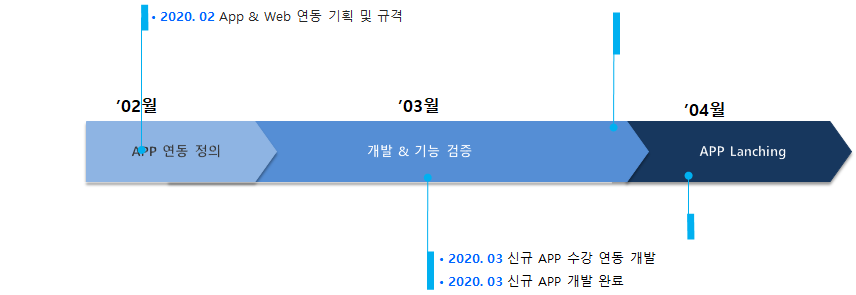 • 2020. 02 App & Web 연동 기획 및 규격
’02월
’03월
’04월
APP 연동 정의
개발 & 기능 검증
APP Lanching
• 2020. 03 신규 APP 수강 연동 개발
• 2020. 03 신규 APP 개발 완료